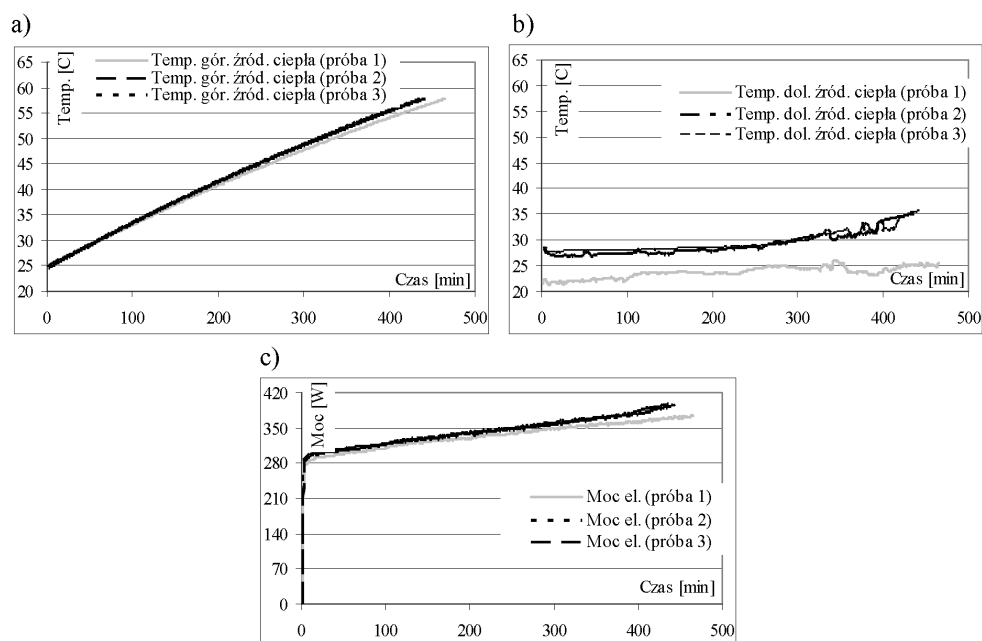 a)
Temp. [C]
65
60
55
50
45
40
35
30
25
20
Temp. gór. źród. ciepła (próba 1)
Temp. gór. źród. ciepła (próba 2)
Temp. gór. źród. ciepła (próba 3)
Czas [min]
0 100 200 300 400 500
b)
Temp. [C]
65
60
55
50
45
40
35
30
25
20
Temp. dol. źród. ciepła (próba 1)
Temp. dol. źród. ciepła (próba 2)
Temp. dol. źród. ciepła (próba 3)
Czas [min]
0 100 200 300 400 500
c)
Moc [W]
420
350
280
210
140
70
0
Moc el. (próba 1)
Moc el. (próba 2)
Moc el. (próba 3)
Czas [min]
0 100 200 300 400 500